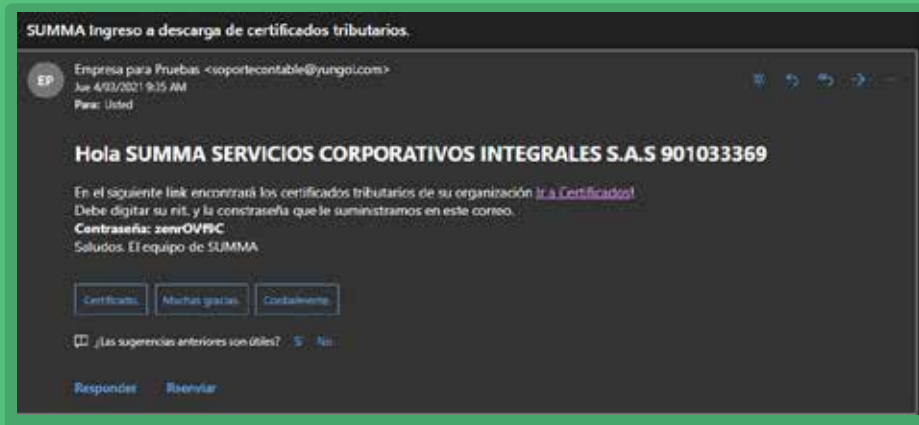 SUMMA Ingreso a descarga de certificados tributarios.
EP
Empresa para Pruebas <soportecontable@yungoi.com>
Jue 4/03/2021 9:35 AM
Para: Usted
Hola SUMMA SERVICIOS CORPORATIVOS INTEGRALES S.A.S 901033369
En el siguiente link encontrará los certificados tributarios de su organización Ir a Certificados!
Debe digitar su nit. y la constraseña que le suministramos en este correo.
Contraseña:
Saludos. El equipo de SUMMA
Certificado. Muchas gracias. Cordialmente.
¿Las sugerencias anteriores son útiles? Sí No
Responder Reenviar